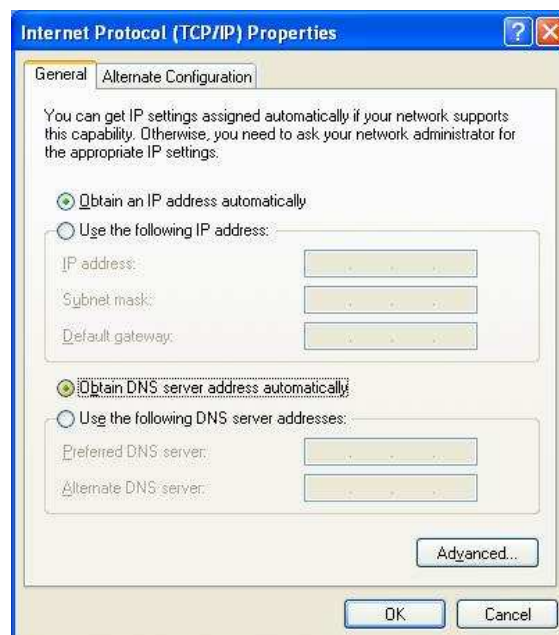 Internet Protocol (TCP/IP) Properties
General
Alternate Configuration
You can get IP settings assigned automatically if your network supports
this capability. Otherwise, you need to ask your network administrator for
the appropriate IP settings.
Obtain an IP address automatically
Use the following IP address:
IP address:
Subnet mask:
Default gateway:
Obtain DNS server address automatically
Use the following DNS server addresses:
Preferred DNS server:
Alternate DNS server:
Advanced...
OK
Cancel